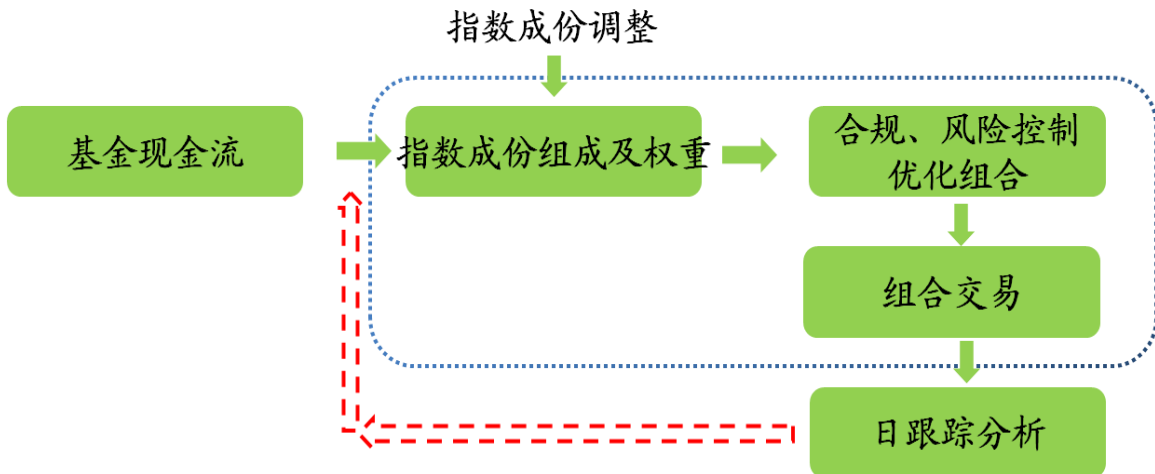 指数成份调整
基金现金流
指数成份组成及权重
合规、风险控制
优化组合
组合交易
日跟踪分析